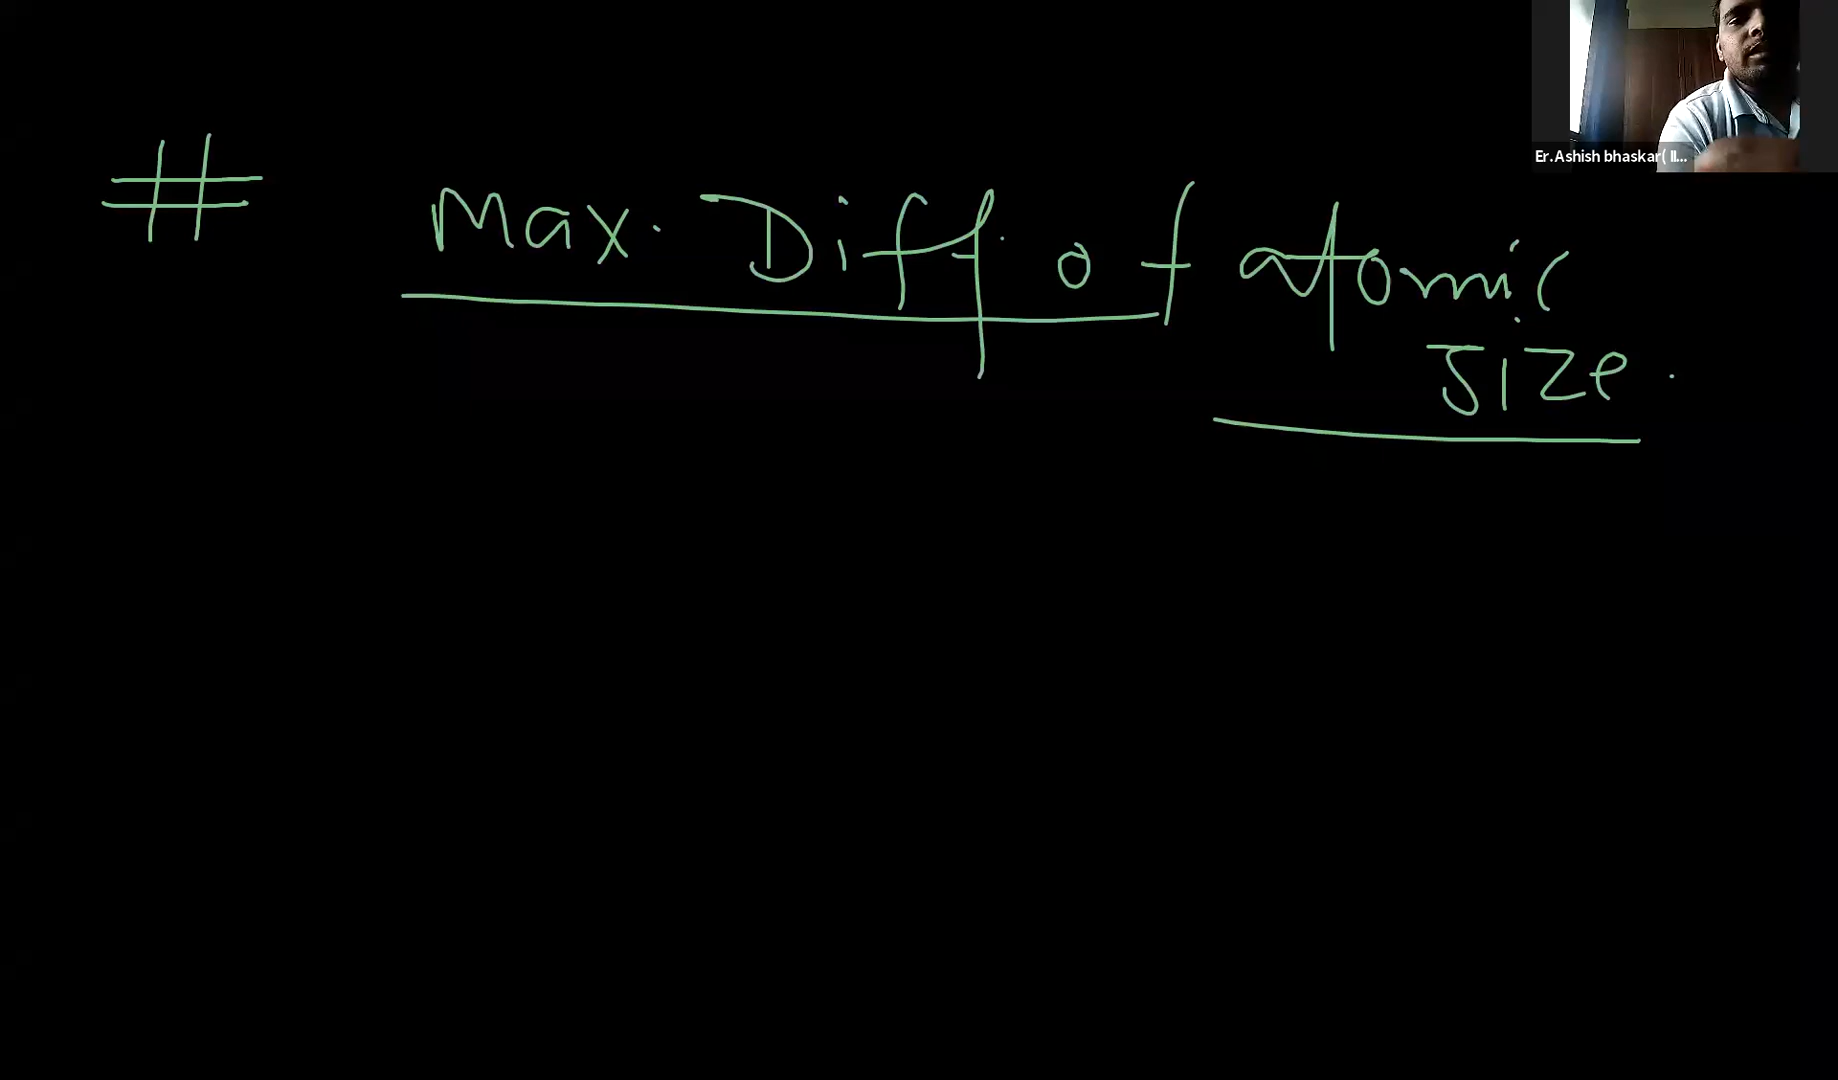 Er.Ashish bhaskar( II...
# Max. Diff. of atomic
size.